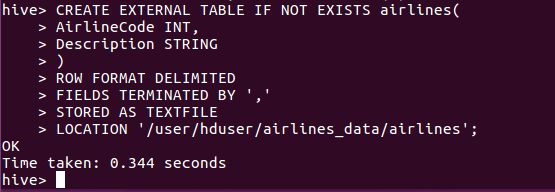 hive> CREATE EXTERNAL TABLE IF NOT EXISTS airlines(
    > AirlineCode INT,
    > Description STRING
    > )
    > ROW FORMAT DELIMITED
    > FIELDS TERMINATED BY ','
    > STORED AS TEXTFILE
    > LOCATION '/user/hduser/airlines_data/airlines';
OK
Time taken: 0.344 seconds
hive>